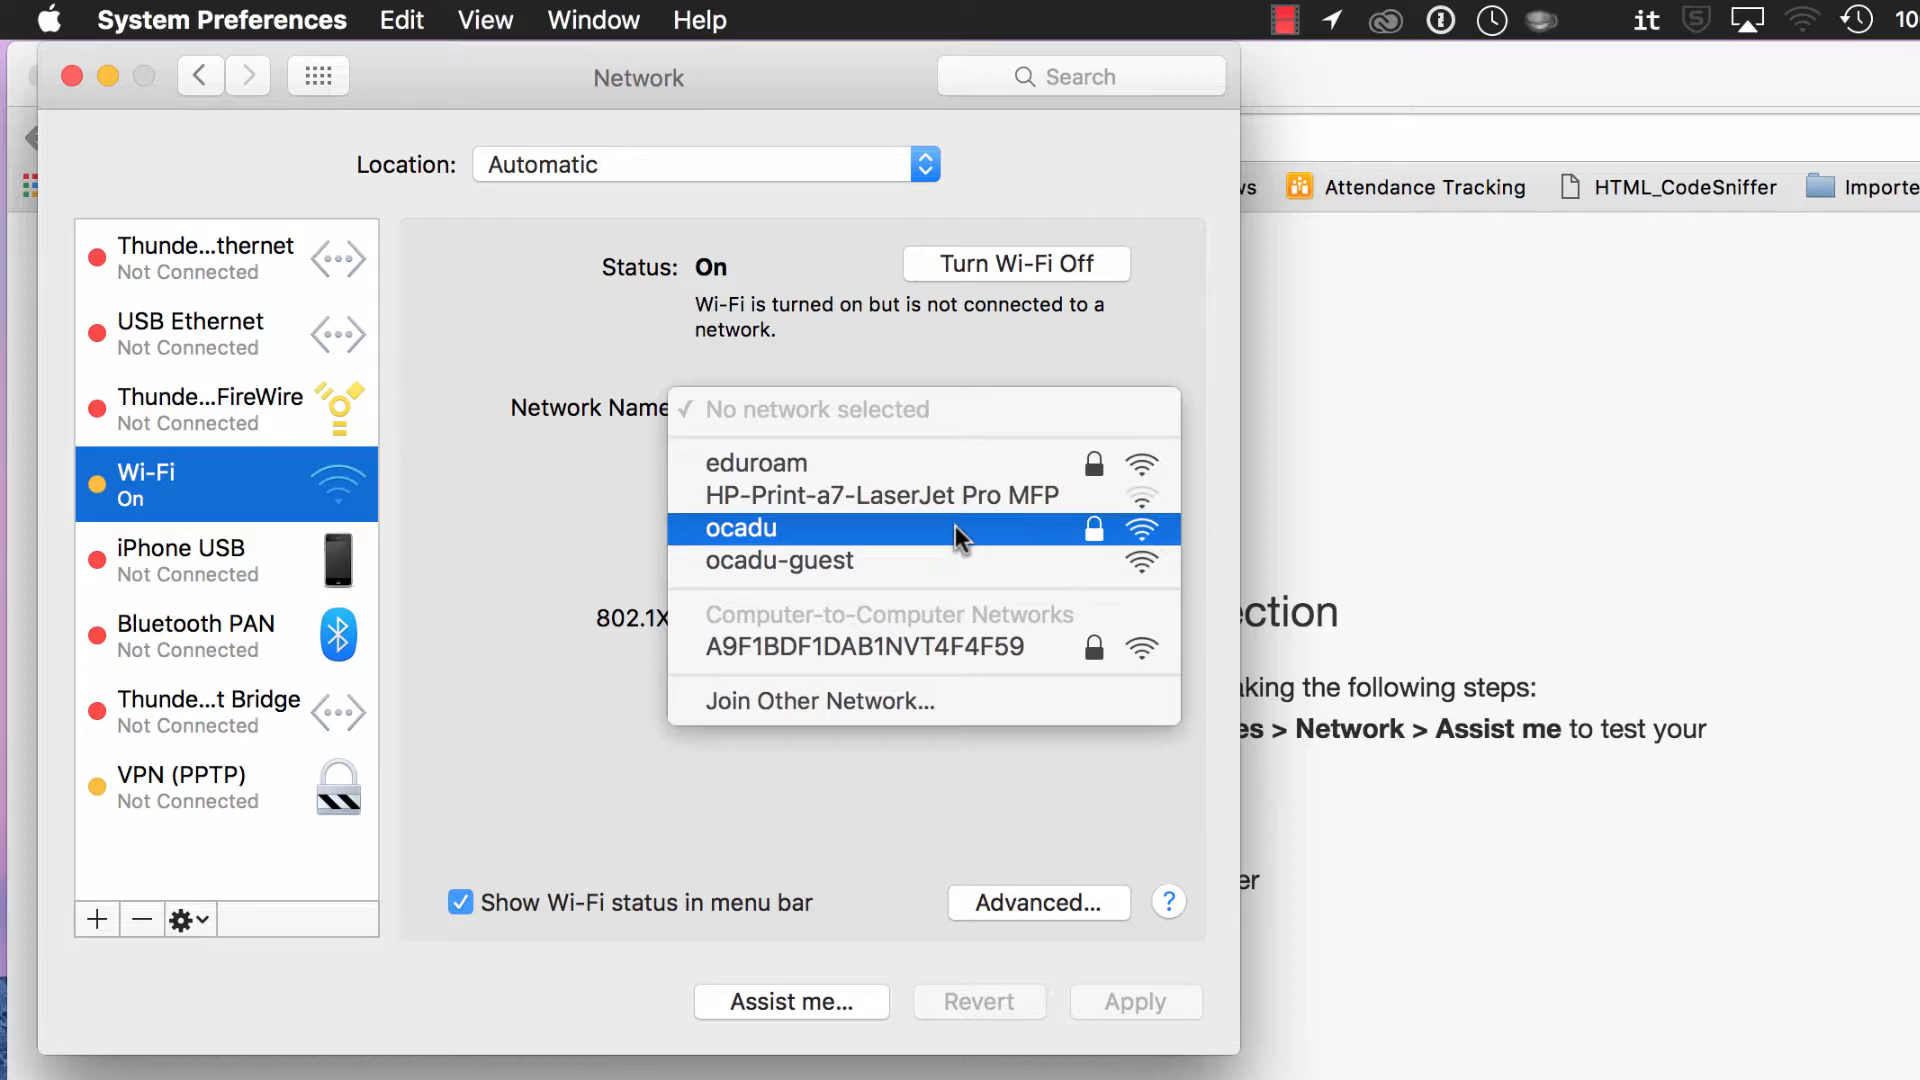 System Preferences Edit View Window Help
it
10
Network
Search
Location: Automatic
ws Attendance Tracking HTML_CodeSniffer Importe
Thunde...thernet
Not Connected
USB Ethernet
Not Connected
Thunde...FireWire
Not Connected
Wi-Fi
On
iPhone USB
Not Connected
Bluetooth PAN
Not Connected
Thunde...t Bridge
Not Connected
VPN (PPTP)
Not Connected
Status: On
Turn Wi-Fi Off
Wi-Fi is turned on but is not connected to a
network.
Network Name
✓ No network selected
eduroam
HP-Print-a7-LaserJet Pro MFP
ocadu
ocadu-guest
802.1X
Computer-to-Computer Networks
A9F1BDF1DAB1NVT4F4F59
Join Other Network...
Show Wi-Fi status in menu bar
Advanced...
?
Assist me...
Revert
Apply
ection
king the following steps:
es > Network > Assist me to test your
er